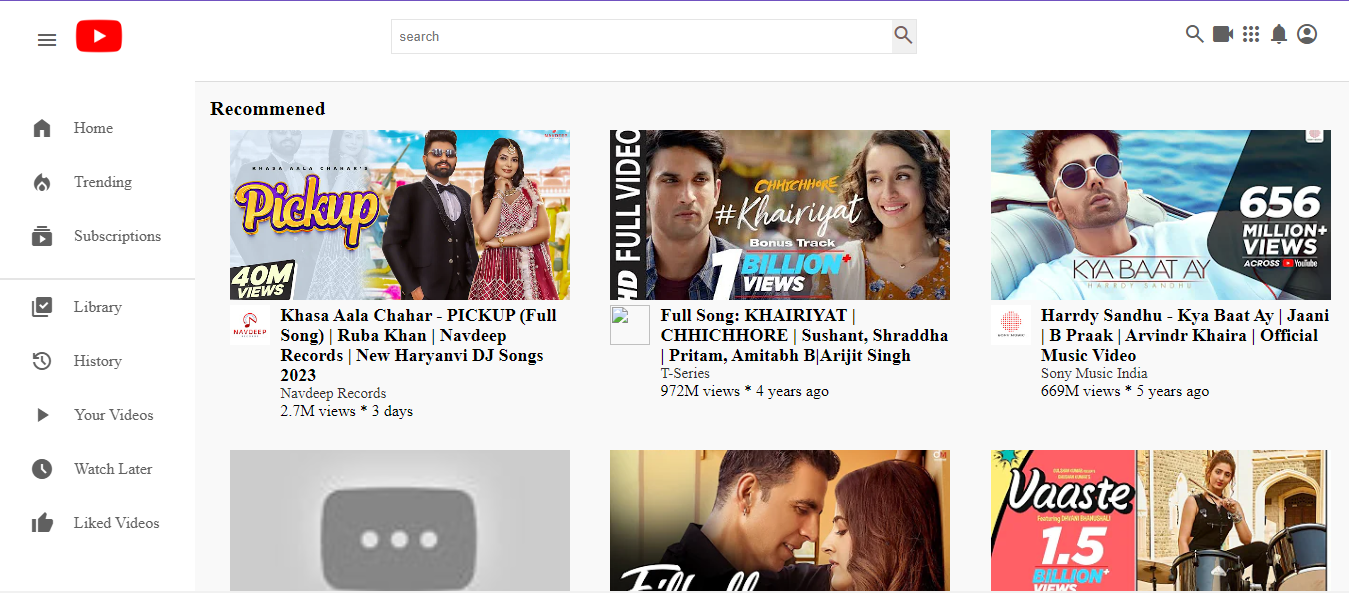 search
Home
Trending
Subscriptions
Library
History
Your Videos
Watch Later
Liked Videos
Recommened
KHASA AALA CHAHAR'S
Pickup
40M
VIEWS
NAVDEEP
Khasa Aala Chahar - PICKUP (Full
Song) | Ruba Khan | Navdeep
Records | New Haryanvi DJ Songs
2023
Navdeep Records
2.7M views * 3 days
HD FULL VIDEO
CHHICHHORE
#Khairiyat
Bonus Track
1 BILLION+
VIEWS
Full Song: KHAIRIYAT |
CHHICHHORE | Sushant, Shraddha
| Pritam, Amitabh B|Arijit Singh
T-Series
972M views * 4 years ago
656
MILLION+
VIEWS
ACROSS YouTube
KYA BAAT AY
HARRDY SANDHU
Harrdy Sandhu - Kya Baat Ay | Jaani
| B Praak | Arvindr Khaira | Official
Music Video
Sony Music India
669M views * 5 years ago
Vaaste
Featuring DHVANI BHANUSHALI
1.5
BILLION+
VIEWS